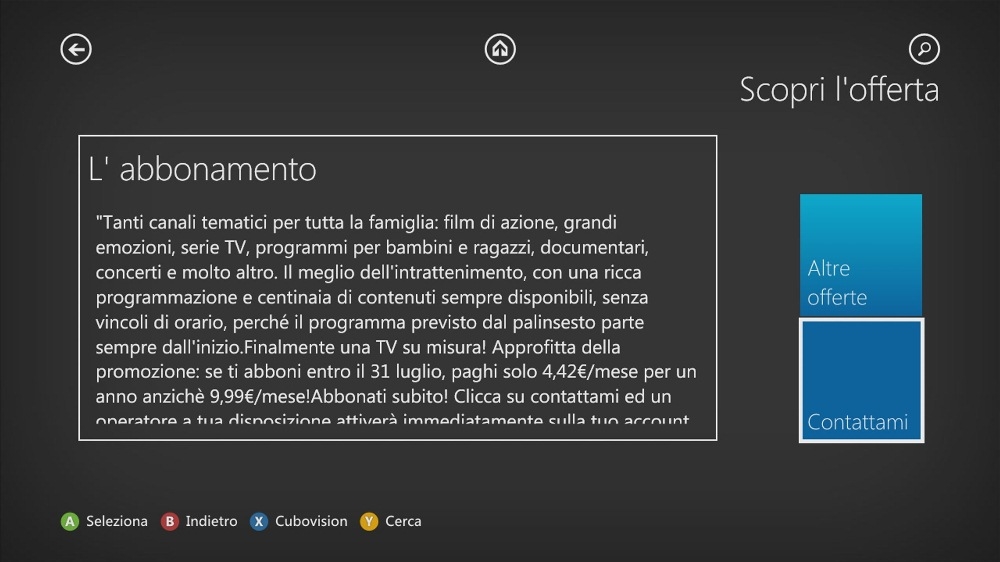 Scopri l'offerta
L' abbonamento
"Tanti canali tematici per tutta la famiglia: film di azione, grandi
emozioni, serie TV, programmi per bambini e ragazzi, documentari,
concerti e molto altro. Il meglio dell'intrattenimento, con una ricca
programmazione e centinaia di contenuti sempre disponibili, senza
vincoli di orario, perché il programma previsto dal palinsesto parte
sempre dall'inizio.Finalmente una TV su misura! Approfitta della
promozione: se ti abboni entro il 31 luglio, paghi solo 4,42€/mese per un
anno anzichè 9,99€/mese!Abbonati subito! Clicca su contattami ed un
operatore a tua disposizione attiverà immediatamente sulla tuo account
Altre
offerte
Contattami
A Seleziona B Indietro X Cubovision Y Cerca